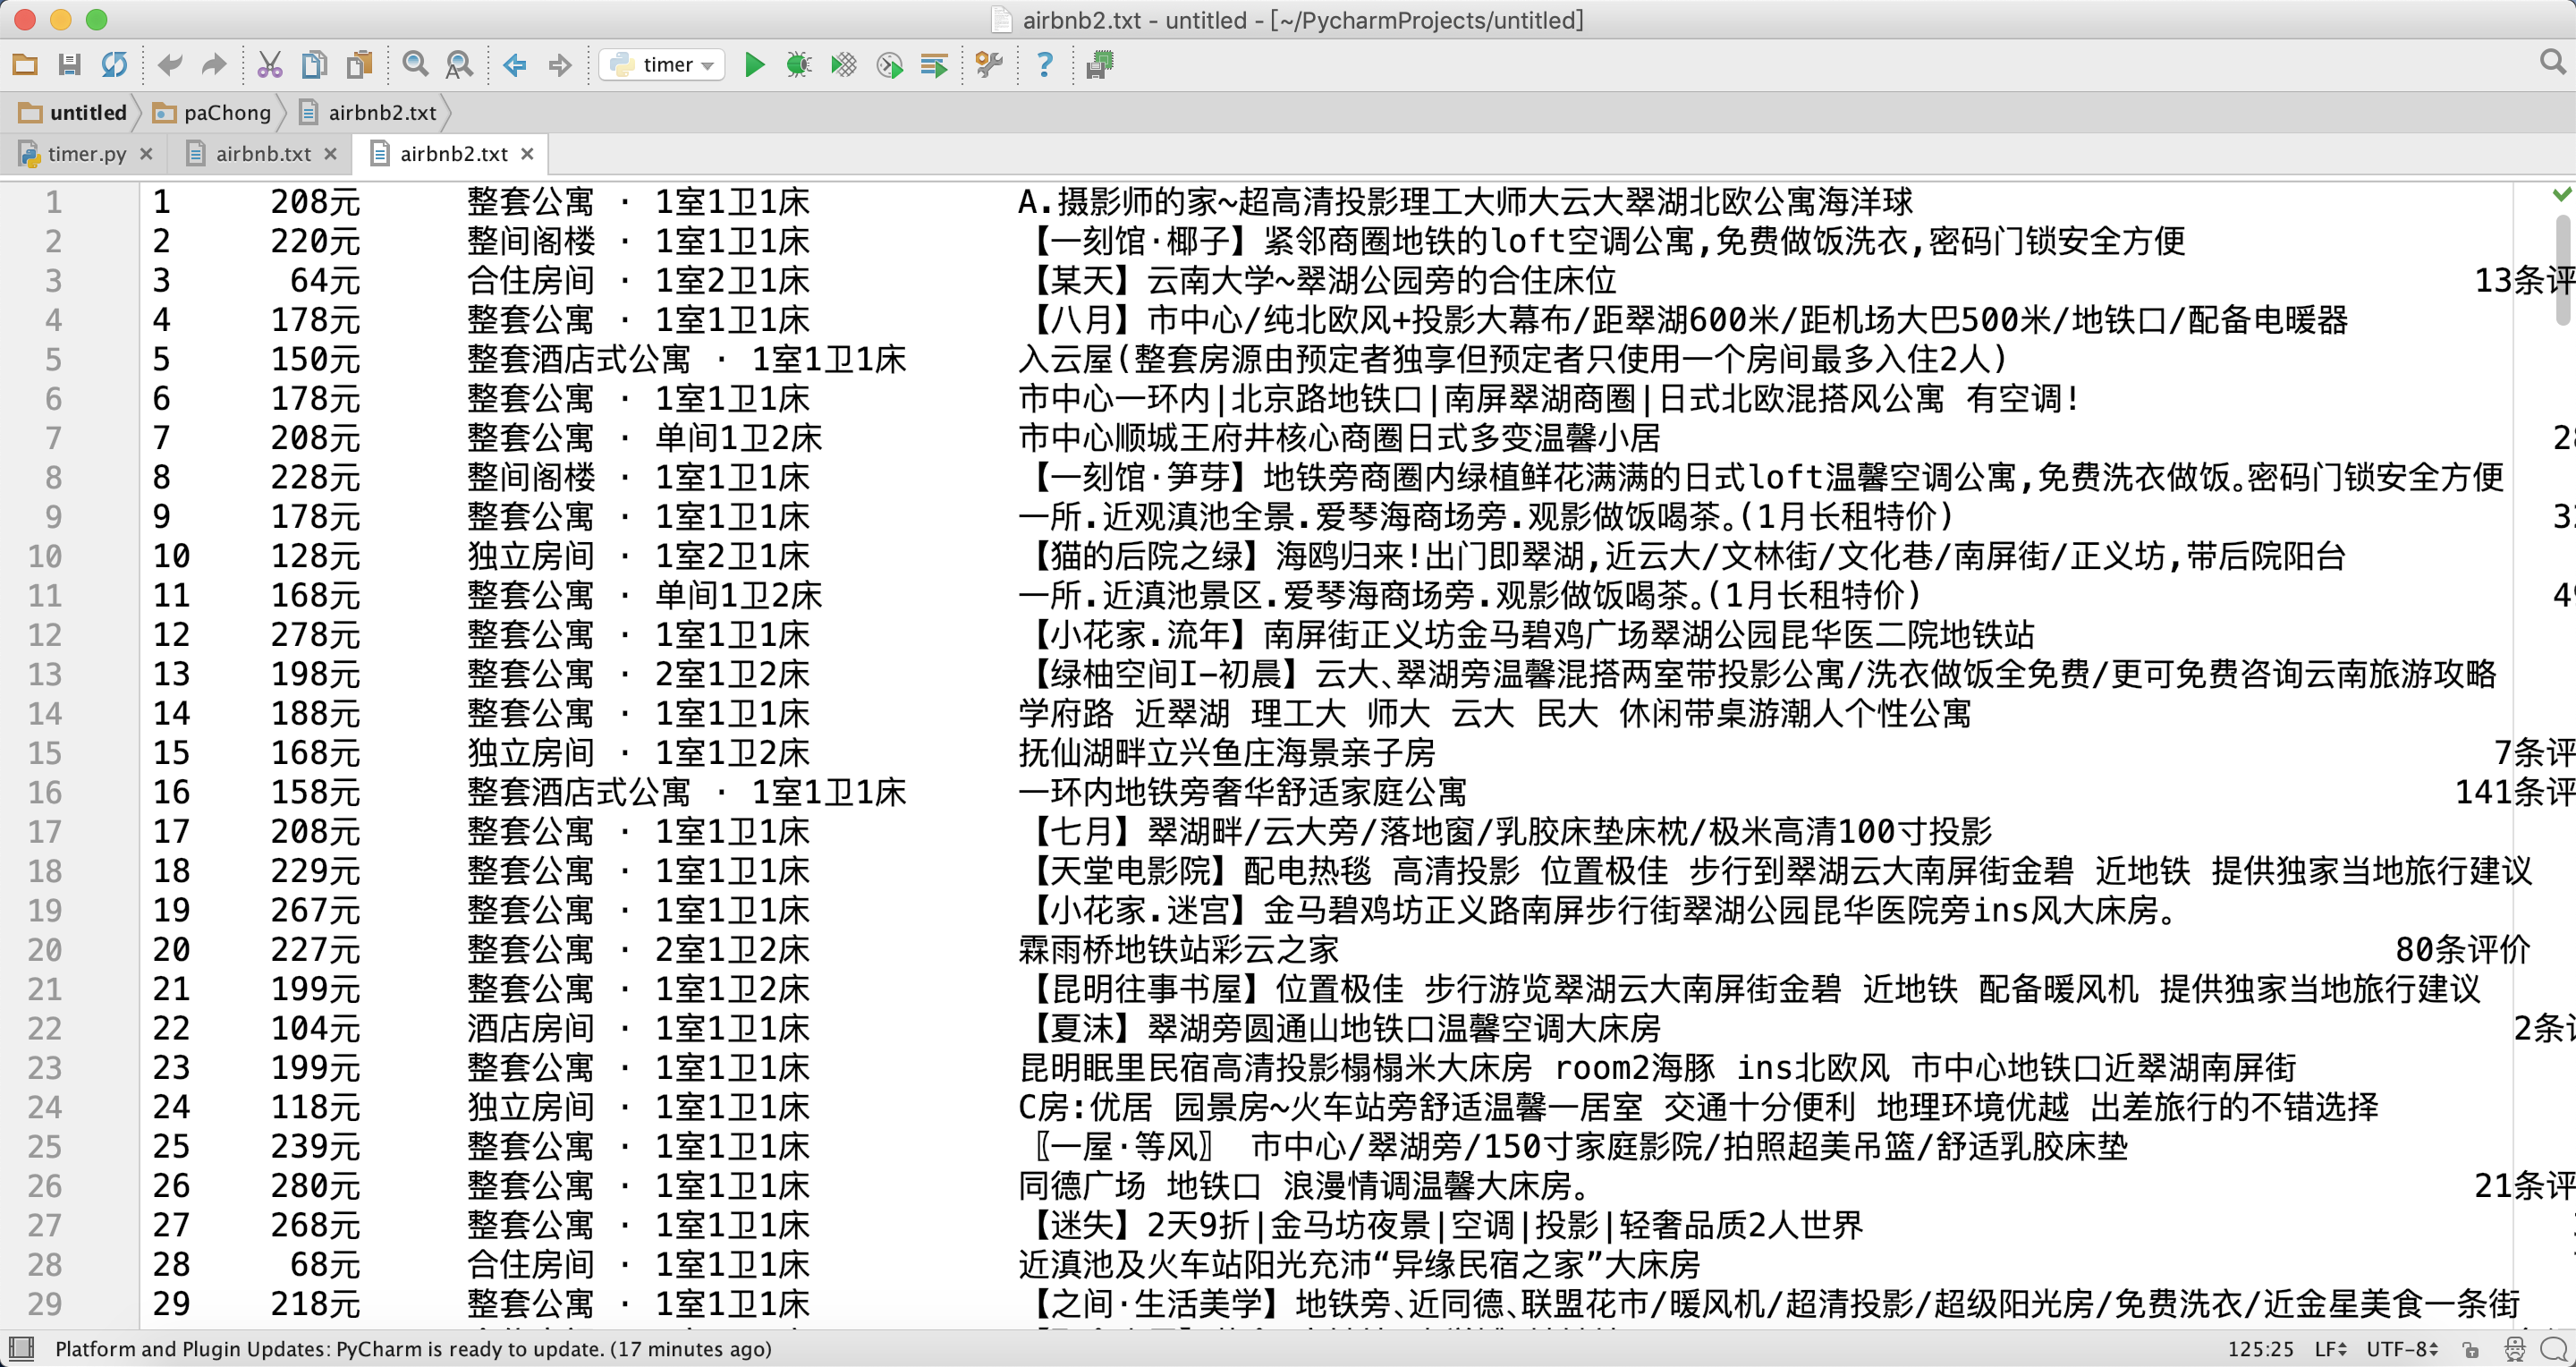 airbnb2.txt - untitled - [~/PycharmProjects/untitled]
timer
untitled paChong airbnb2.txt
timer.py airbnb.txt airbnb2.txt
1 1 208元 整套公寓 · 1室1卫1床 A.摄影师的家~超高清投影理工大师大云大翠湖北欧公寓海洋球
2 2 220元 整间阁楼 · 1室1卫1床 【一刻馆·椰子】紧邻商圈地铁的loft空调公寓,免费做饭洗衣,密码门锁安全方便
3 3 64元 合住房间 · 1室2卫1床 【某天】云南大学~翠湖公园旁的合住床位 13条评
4 4 178元 整套公寓 · 1室1卫1床 【八月】市中心/纯北欧风+投影大幕布/距翠湖600米/距机场大巴500米/地铁口/配备电暖器
5 5 150元 整套酒店式公寓 · 1室1卫1床 入云屋(整套房源由预定者独享但预定者只使用一个房间最多入住2人)
6 6 178元 整套公寓 · 1室1卫1床 市中心一环内|北京路地铁口|南屏翠湖商圈|日式北欧混搭风公寓 有空调!
7 7 208元 整套公寓 · 单间1卫2床 市中心顺城王府井核心商圈日式多变温馨小居
8 8 228元 整间阁楼 · 1室1卫1床 【一刻馆·笋芽】地铁旁商圈内绿植鲜花满满的日式loft温馨空调公寓,免费洗衣做饭。密码门锁安全方便
9 9 178元 整套公寓 · 1室1卫1床 一所.近观滇池全景.爱琴海商场旁.观影做饭喝茶。(1月长租特价)
10 10 128元 独立房间 · 1室2卫1床 【猫的后院之绿】海鸥归来!出门即翠湖,近云大/文林街/文化巷/南屏街/正义坊,带后院阳台
11 11 168元 整套公寓 · 单间1卫2床 一所.近滇池景区.爱琴海商场旁.观影做饭喝茶。(1月长租特价)
12 12 278元 整套公寓 · 1室1卫1床 【小花家.流年】南屏街正义坊金马碧鸡广场翠湖公园昆华医二院地铁站
13 13 198元 整套公寓 · 2室1卫2床 【绿柚空间I-初晨】云大、翠湖旁温馨混搭两室带投影公寓/洗衣做饭全免费/更可免费咨询云南旅游攻略
14 14 188元 整套公寓 · 1室1卫1床 学府路 近翠湖 理工大 师大 云大 民大 休闲带桌游潮人个性公寓
15 15 168元 独立房间 · 1室1卫2床 抚仙湖畔立兴鱼庄海景亲子房 7条评
16 16 158元 整套酒店式公寓 · 1室1卫1床 一环内地铁旁奢华舒适家庭公寓 141条评
17 17 208元 整套公寓 · 1室1卫1床 【七月】翠湖畔/云大旁/落地窗/乳胶床垫床枕/极米高清100寸投影
18 18 229元 整套公寓 · 1室1卫1床 【天堂电影院】配电热毯 高清投影 位置极佳 步行到翠湖云大南屏街金碧 近地铁 提供独家当地旅行建议
19 19 267元 整套公寓 · 1室1卫1床 【小花家.迷宫】金马碧鸡坊正义路南屏步行街翠湖公园昆华医院旁ins风大床房。
20 20 227元 整套公寓 · 2室1卫2床 霖雨桥地铁站彩云之家 80条评价
21 21 199元 整套公寓 · 1室1卫2床 【昆明往事书屋】位置极佳 步行游览翠湖云大南屏街金碧 近地铁 配备暖风机 提供独家当地旅行建议
22 22 104元 酒店房间 · 1室1卫1床 【夏沫】翠湖旁圆通山地铁口温馨空调大床房 2条
23 23 199元 整套公寓 · 1室1卫1床 昆明眠里民宿高清投影榻榻米大床房 room2海豚 ins北欧风 市中心地铁口近翠湖南屏街
24 24 118元 独立房间 · 1室1卫1床 C房:优居 园景房~火车站旁舒适温馨一居室 交通十分便利 地理环境优越 出差旅行的不错选择
25 25 239元 整套公寓 · 1室1卫1床 〖一屋·等风〗 市中心/翠湖旁/150寸家庭影院/拍照超美吊篮/舒适乳胶床垫
26 26 280元 整套公寓 · 1室1卫1床 同德广场 地铁口 浪漫情调温馨大床房。 21条评
27 27 268元 整套公寓 · 1室1卫1床 【迷失】2天9折|金马坊夜景|空调|投影|轻奢品质2人世界
28 28 68元 合住房间 · 1室1卫1床 近滇池及火车站阳光充沛“异缘民宿之家”大床房
29 29 218元 整套公寓 · 1室1卫1床 【之间·生活美学】地铁旁、近同德、联盟花市/暖风机/超清投影/超级阳光房/免费洗衣/近金星美食一条街
Platform and Plugin Updates: PyCharm is ready to update. (17 minutes ago) 125:25 LF UTF-8